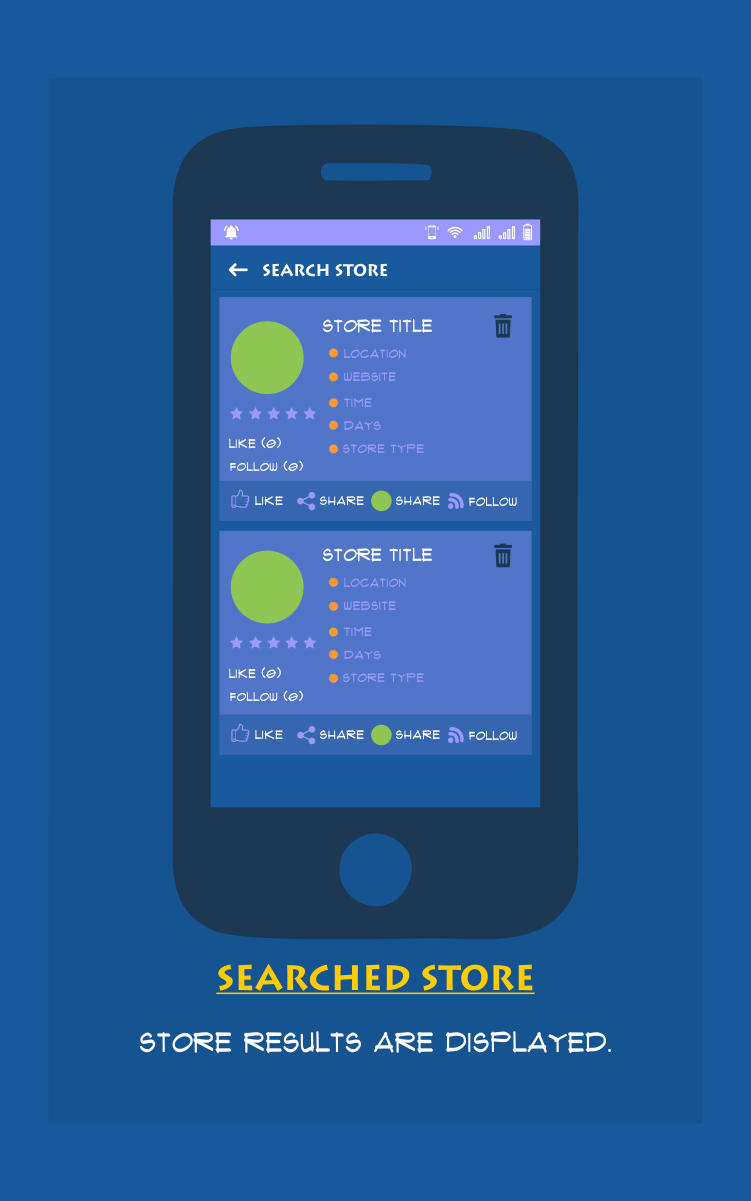 SEARCH STORE
STORE TITLE
LOCATION
WEBSITE
TIME
DAYS
STORE TYPE
LIKE (0)
FOLLOW (0)
LIKE SHARE SHARE FOLLOW
STORE TITLE
LOCATION
WEBSITE
TIME
DAYS
STORE TYPE
LIKE (0)
FOLLOW (0)
LIKE SHARE SHARE FOLLOW
SEARCHED STORE
STORE RESULTS ARE DISPLAYED.